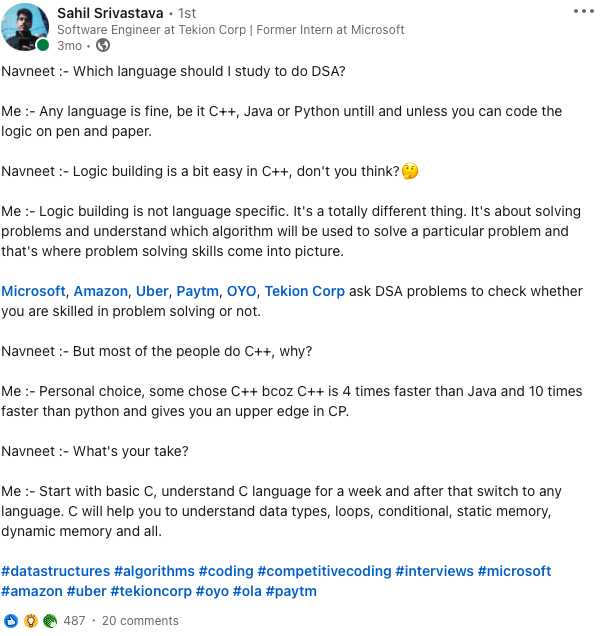 Sahil Srivastava • 1st
Software Engineer at Tekion Corp | Former Intern at Microsoft
3mo •
Navneet :- Which language should I study to do DSA?
Me :- Any language is fine, be it C++, Java or Python untill and unless you can code the
logic on pen and paper.
Navneet :- Logic building is a bit easy in C++, don't you think?🤔
Me :- Logic building is not language specific. It's a totally different thing. It's about solving
problems and understand which algorithm will be used to solve a particular problem and
that's where problem solving skills come into picture.
Microsoft, Amazon, Uber, Paytm, OYO, Tekion Corp ask DSA problems to check whether
you are skilled in problem solving or not.
Navneet :- But most of the people do C++, why?
Me :- Personal choice, some chose C++ bcoz C++ is 4 times faster than Java and 10 times
faster than python and gives you an upper edge in CP.
Navneet :- What's your take?
Me :- Start with basic C, understand C language for a week and after that switch to any
language. C will help you to understand data types, loops, conditional, static memory,
dynamic memory and all.
#datastructures #algorithms #coding #competitivecoding #interviews #microsoft
#amazon #uber #tekioncorp #oyo #ola #paytm
487 • 20 comments